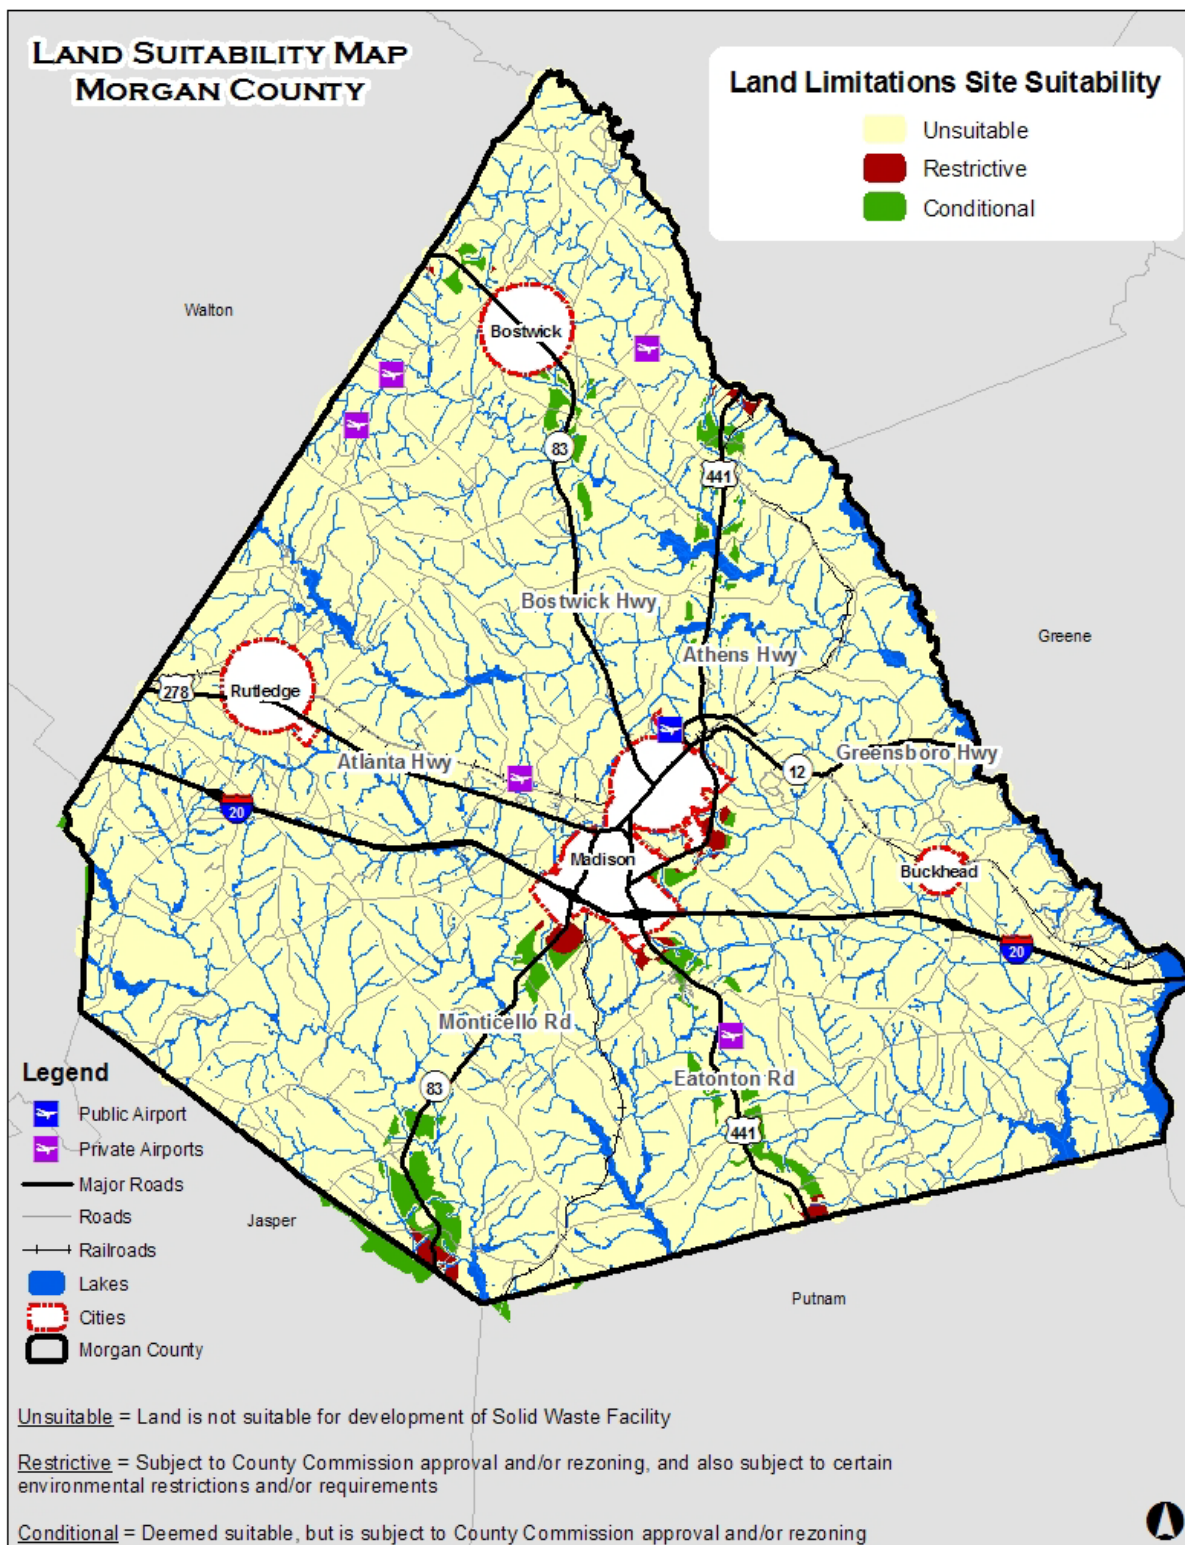 LAND SUITABILITY MAP
MORGAN COUNTY
Land Limitations Site Suitability
Unsuitable
Restrictive
Conditional
Walton
Bostwick
83
441
Bostwick Hwy
Greene
Athens Hwy
278
Rutledge
Atlanta Hwy
Greensboro Hwy
12
20
Madison
Buckhead
20
Monticello Rd
Eatonton Rd
83
441
Legend
Public Airport
Private Airports
Major Roads
Roads
Railroads
Lakes
Cities
Morgan County
Jasper
Putnam
Unsuitable = Land is not suitable for development of Solid Waste Facility
Restrictive = Subject to County Commission approval and/or rezoning, and also subject to certain
environmental restrictions and/or requirements
Conditional = Deemed suitable, but is subject to County Commission approval and/or rezoning